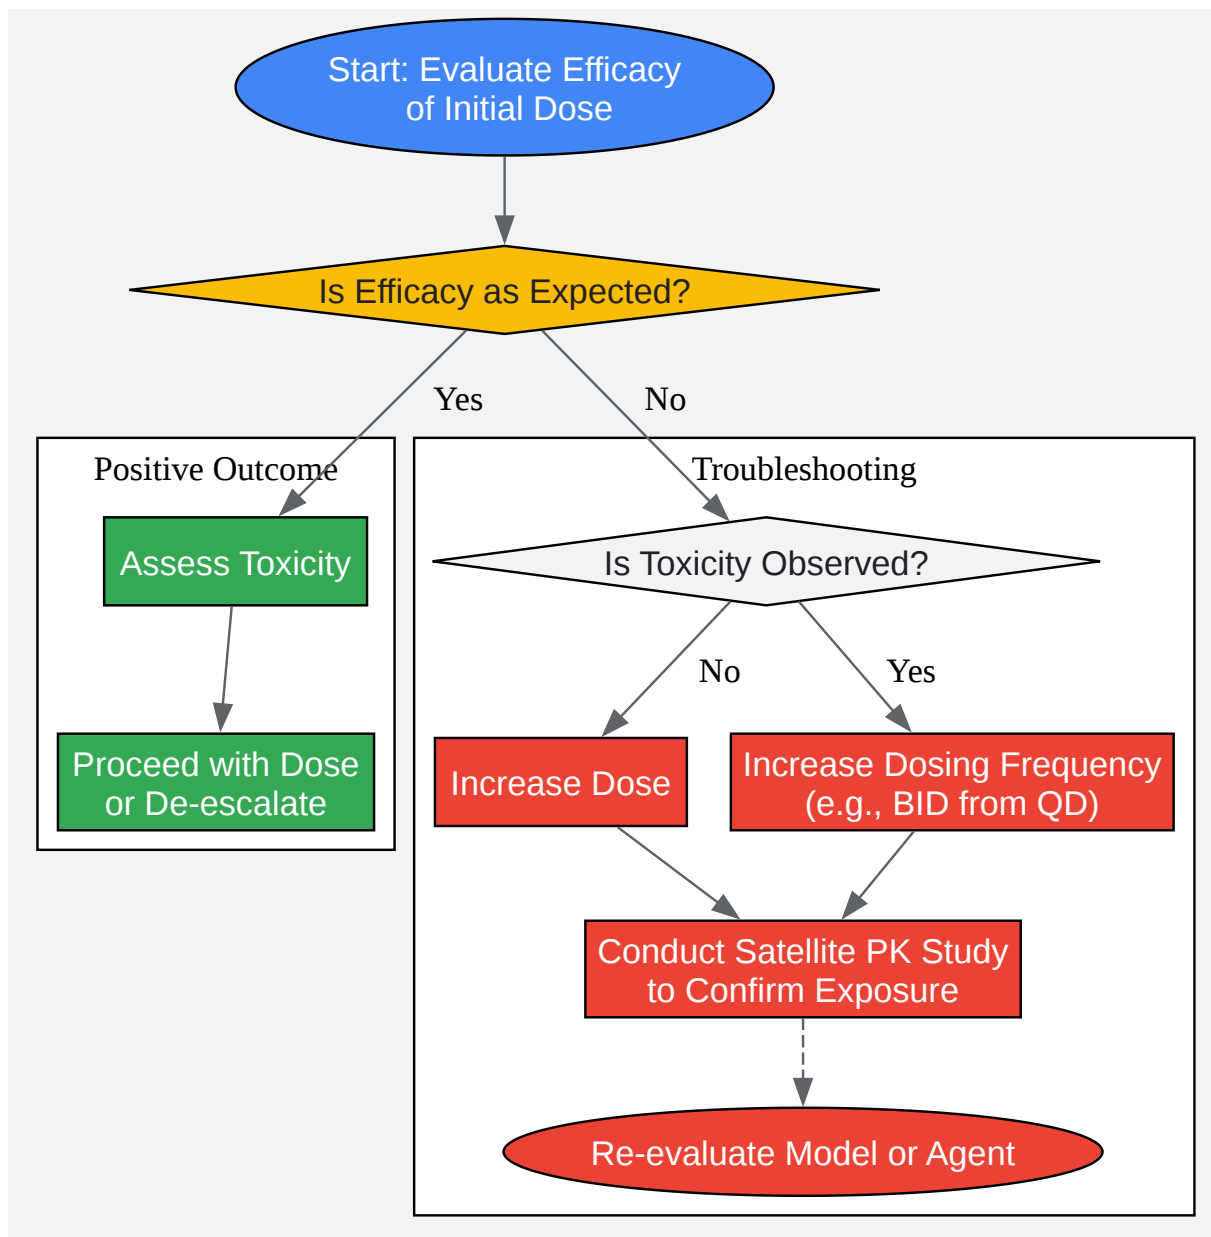 Start: Evaluate Efficacy
of Initial Dose
Is Efficacy as Expected?
Yes
No
Positive Outcome
Troubleshooting
Assess Toxicity
Is Toxicity Observed?
No
Yes
Proceed with Dose
or De-escalate
Increase Dose
Increase Dosing Frequency
(e.g., BID from QD)
Conduct Satellite PK Study
to Confirm Exposure
Re-evaluate Model or Agent